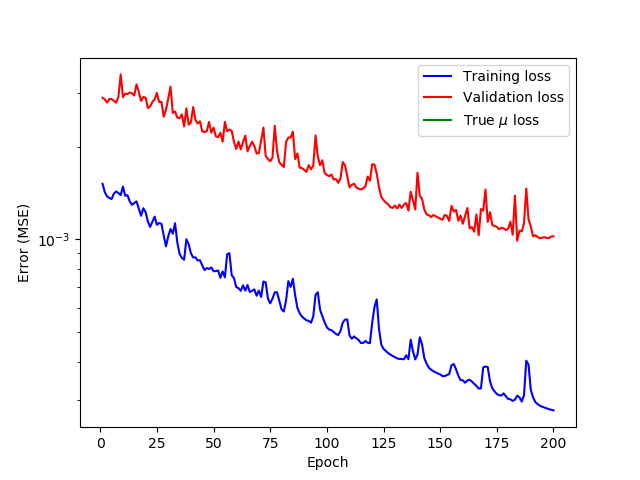 Training loss
Validation loss
True μ loss
Error (MSE)
10⁻³
0 25 50 75 100 125 150 175 200
Epoch